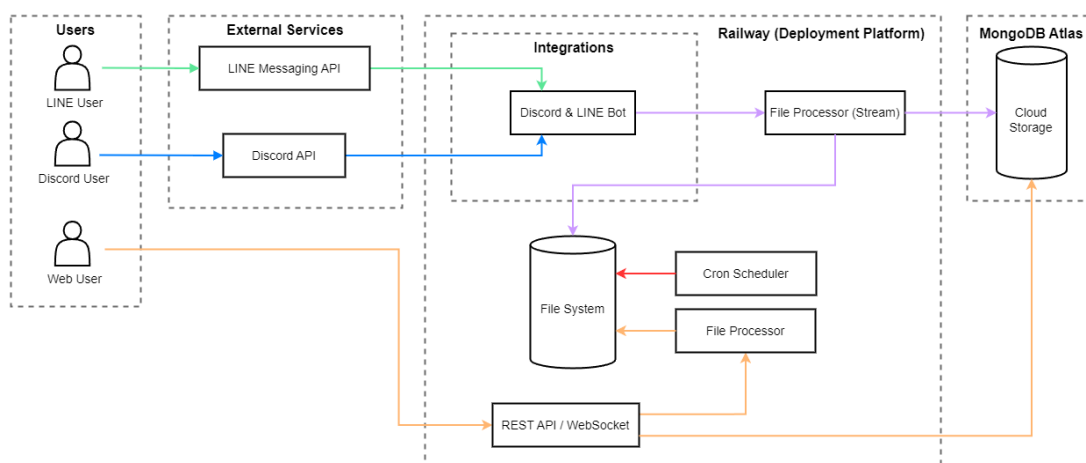 Users
External Services
Railway (Deployment Platform)
MongoDB Atlas
Integrations
LINE User
LINE Messaging API
Discord & LINE Bot
File Processor (Stream)
Cloud
Storage
Discord User
Discord API
Web User
File System
Cron Scheduler
File Processor
REST API / WebSocket